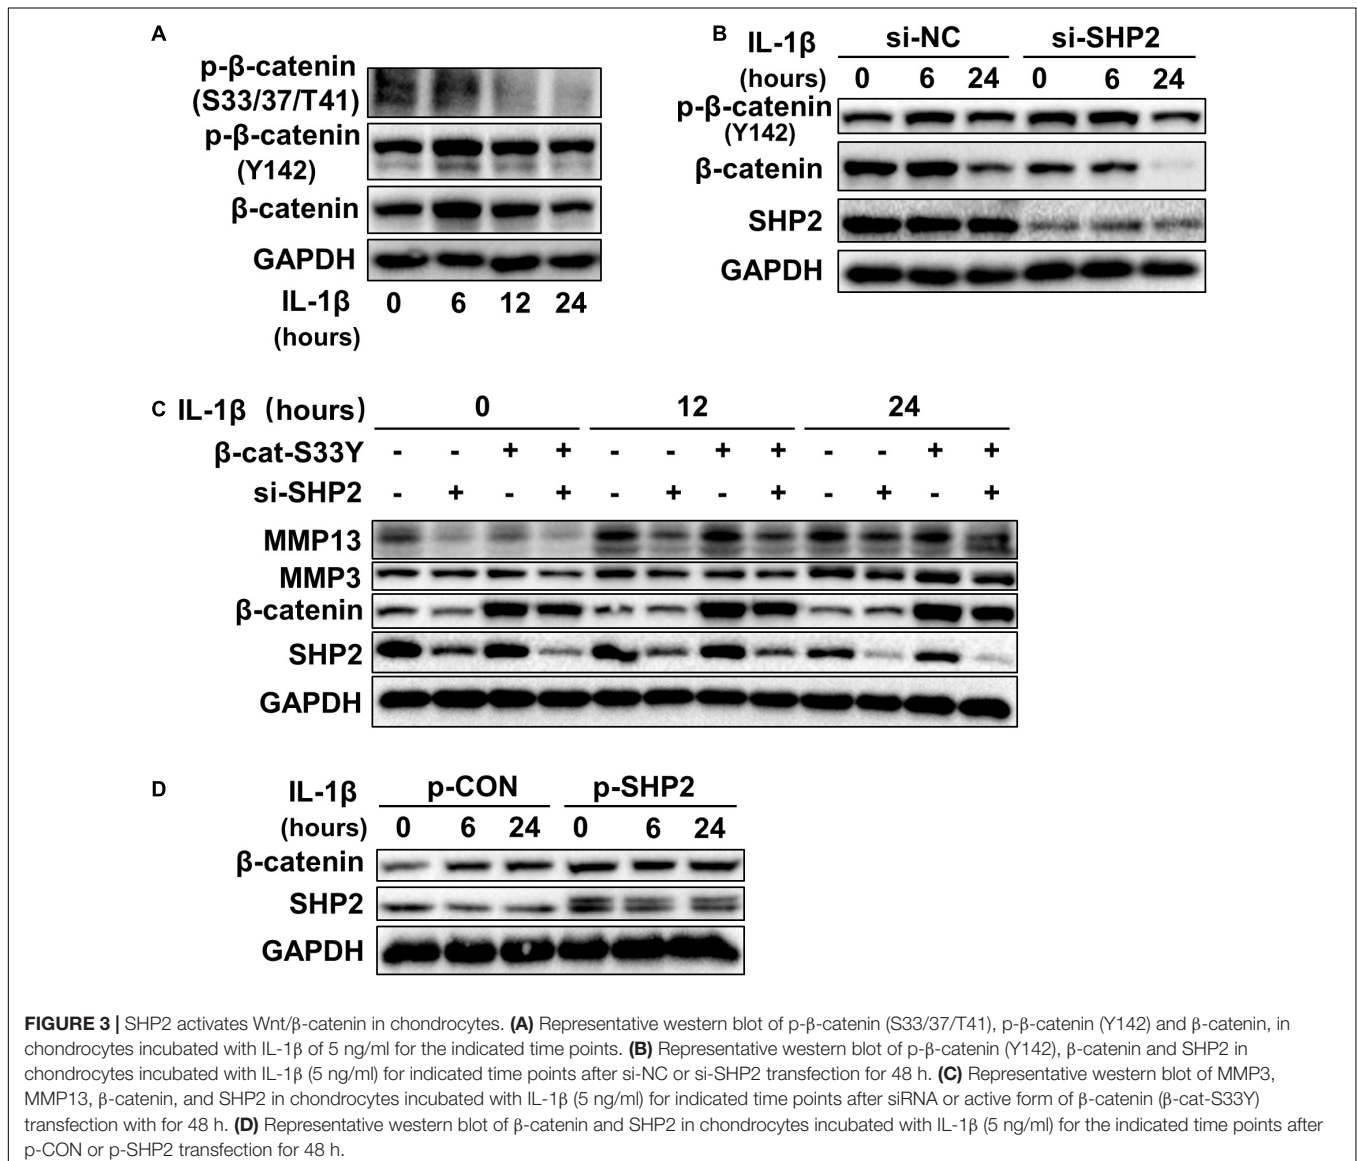 A
p-β-catenin
(S33/37/T41)
p-β-catenin
(Y142)
β-catenin
GAPDH
IL-1β 0 6 12 24
(hours)
B
IL-1β si-NC si-SHP2
(hours) 0 6 24 0 6 24
p-β-catenin
(Y142)
β-catenin
SHP2
GAPDH
C IL-1β (hours) 0 12 24
β-cat-S33Y - - + + - - + + - - + +
si-SHP2 - + - + - + - + - + - +
MMP13
MMP3
β-catenin
SHP2
GAPDH
D IL-1β p-CON p-SHP2
(hours) 0 6 24 0 6 24
β-catenin
SHP2
GAPDH
FIGURE 3 | SHP2 activates Wnt/β-catenin in chondrocytes. (A) Representative western blot of p-β-catenin (S33/37/T41), p-β-catenin (Y142) and β-catenin, in
chondrocytes incubated with IL-1β of 5 ng/ml for the indicated time points. (B) Representative western blot of p-β-catenin (Y142), β-catenin and SHP2 in
chondrocytes incubated with IL-1β (5 ng/ml) for indicated time points after si-NC or si-SHP2 transfection for 48 h. (C) Representative western blot of MMP3,
MMP13, β-catenin, and SHP2 in chondrocytes incubated with IL-1β (5 ng/ml) for indicated time points after siRNA or active form of β-catenin (β-cat-S33Y)
transfection with for 48 h. (D) Representative western blot of β-catenin and SHP2 in chondrocytes incubated with IL-1β (5 ng/ml) for the indicated time points after
p-CON or p-SHP2 transfection for 48 h.